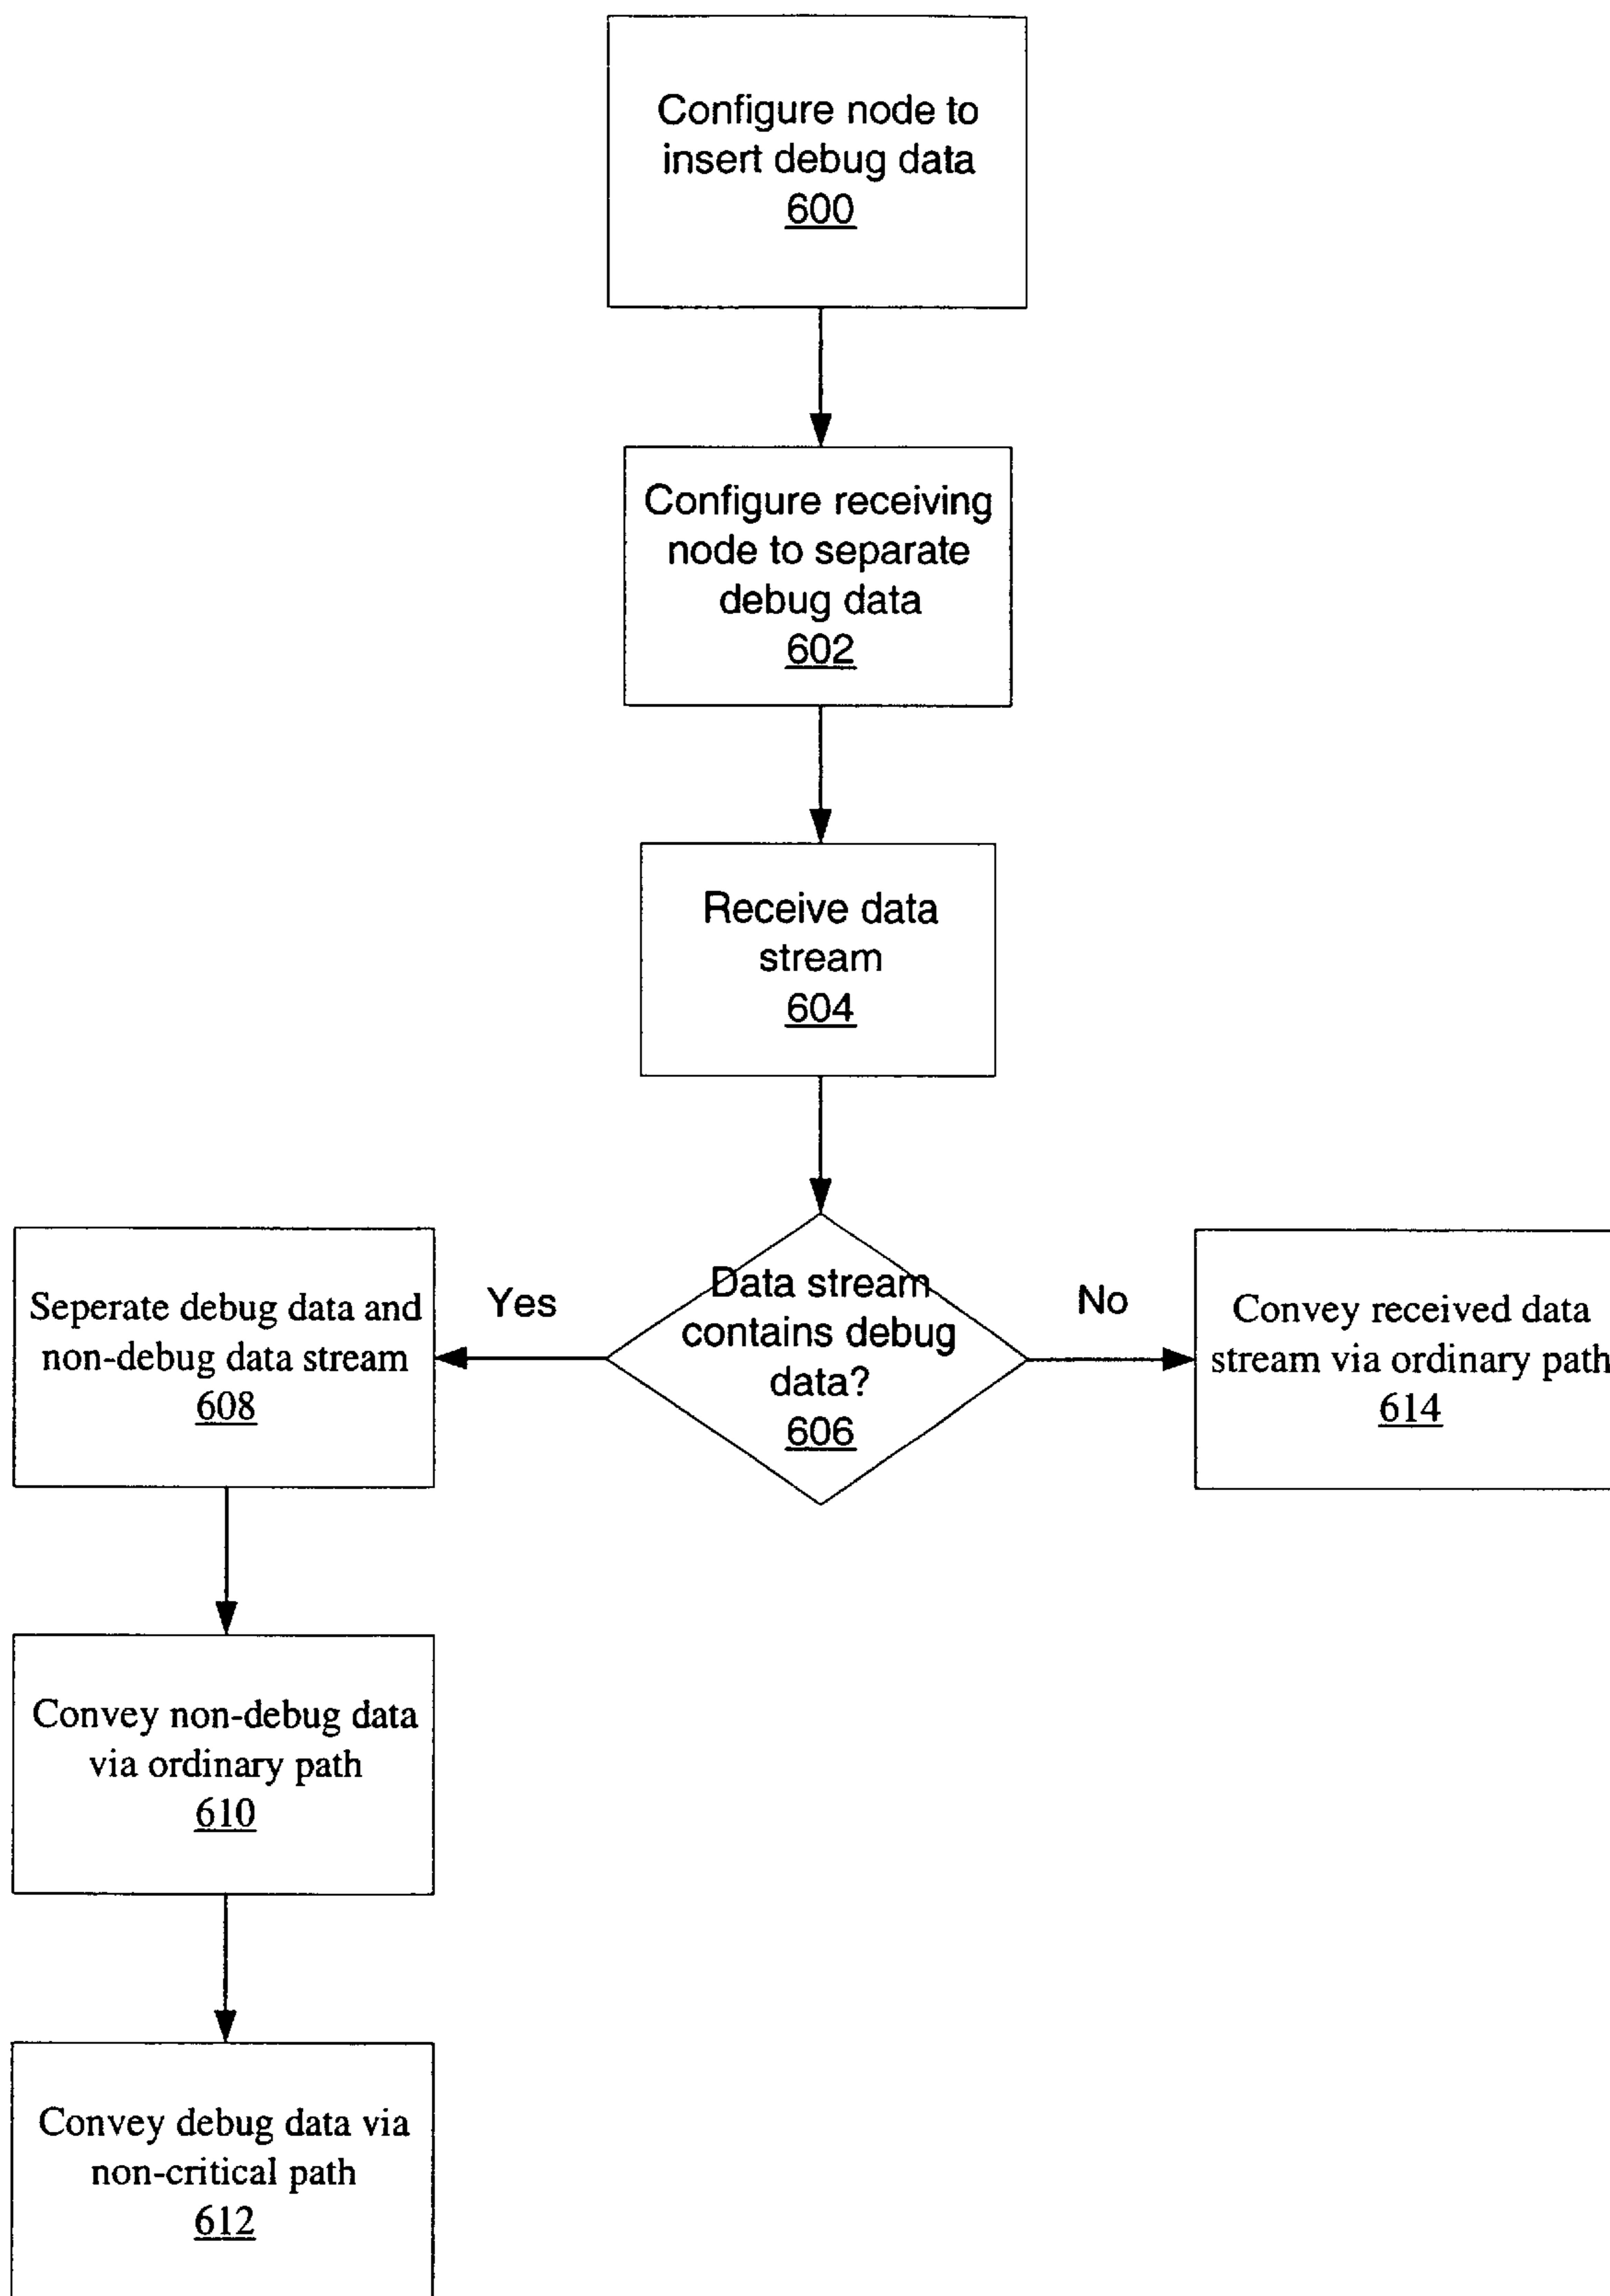 Configure node to
insert debug data
600
Configure receiving
node to separate
debug data
602
Receive data
stream
604
Data stream
contains debug
data?
606
Yes
No
Seperate debug data and
non-debug data stream
608
Convey received data
stream via ordinary path
614
Convey non-debug data
via ordinary path
610
Convey debug data via
non-critical path
612